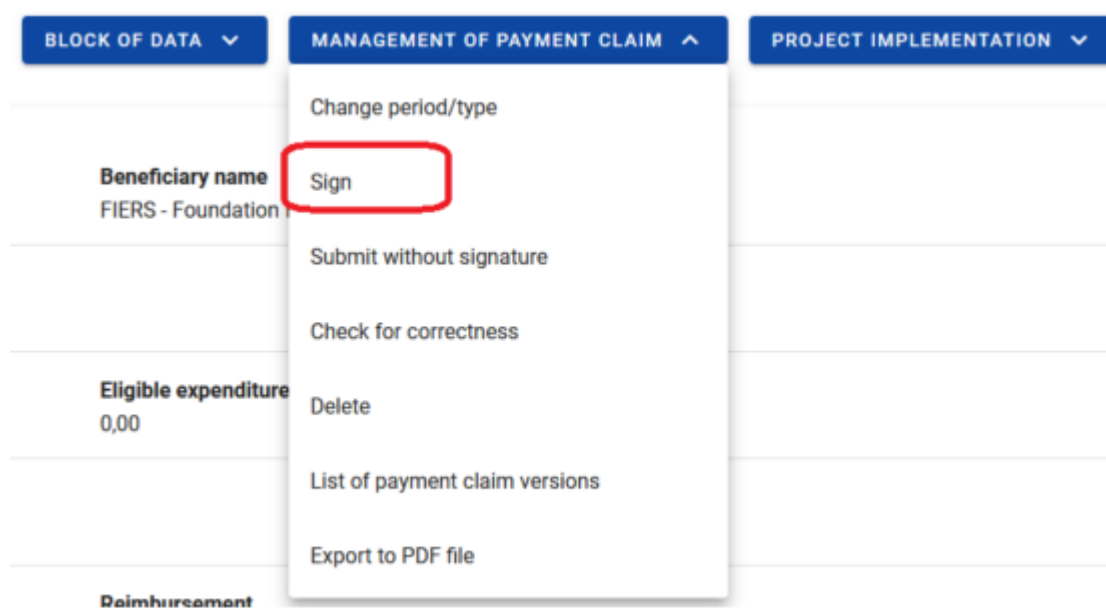 BLOCK OF DATA
MANAGEMENT OF PAYMENT CLAIM
PROJECT IMPLEMENTATION
Change period/type
Beneficiary name
Sign
FIERS - Foundation
Submit without signature
Check for correctness
Eligible expenditure
Delete
0,00
List of payment claim versions
Export to PDF file
Reimbursement